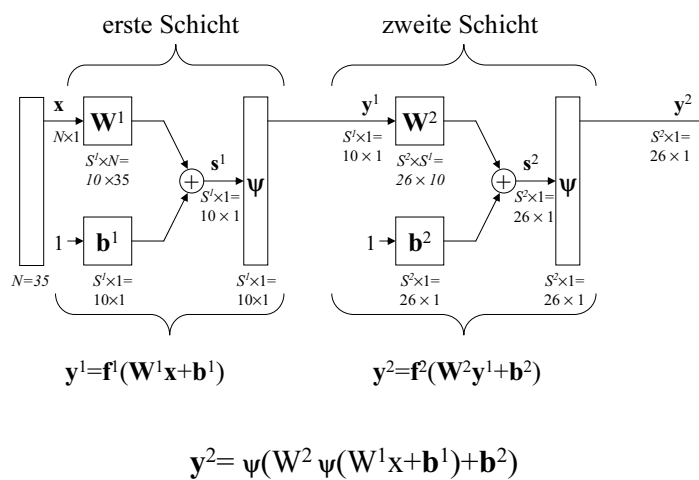 erste Schicht
zweite Schicht
x
N×1
W¹
S¹×N=
10×35
s¹
S¹×1=
10 × 1
ψ
1
b¹
S¹×1=
10×1
N=35
S¹×1=
10×1
y¹
S¹×1=
10 × 1
W²
S²×S¹=
26 × 10
s²
S²×1=
26 × 1
ψ
1
b²
S²×1=
26 × 1
S²×1=
26 × 1
y²
S²×1=
26 × 1
y¹=f¹(W¹x+b¹)
y²=f²(W²y¹+b²)
y²= ψ(W² ψ(W¹x+b¹)+b²)